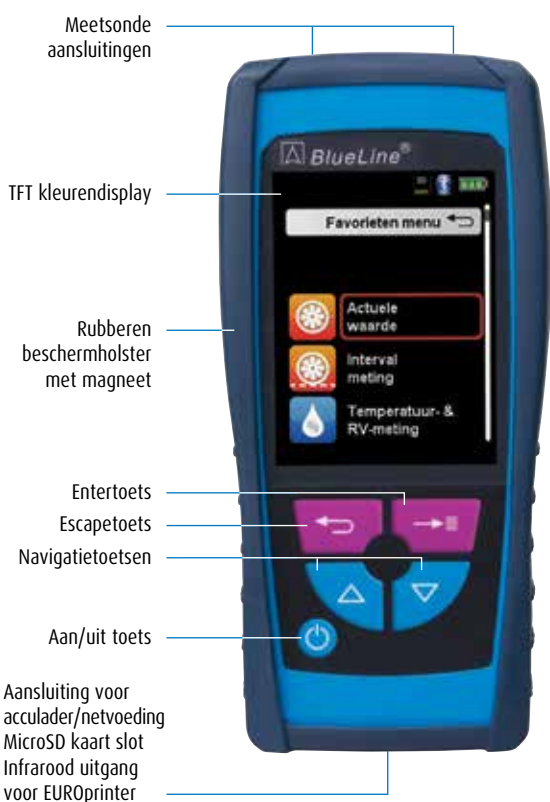 Meetsonde
aansluitingen
BlueLine®
TFT kleurendisplay
Favorieten menu
Actuele
waarde
Rubberen
beschermholster
met magneet
Interval
meting
Temperatuur- &
RV-meting
Entertoets
Escapetoets
Navigatietoetsen
Aan/uit toets
Aansluiting voor
acculader/netvoeding
MicroSD kaart slot
Infrarood uitgang
voor EUROprinter